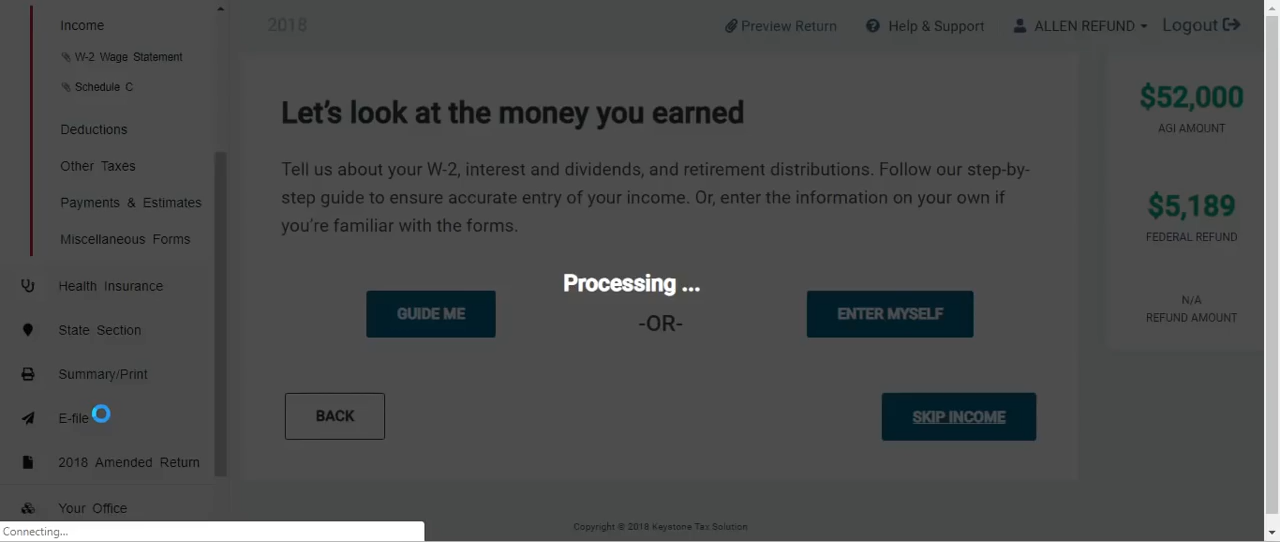 Income
W-2 Wage Statement
Schedule C
Deductions
Other Taxes
Payments & Estimates
Miscellaneous Forms
Health Insurance
State Section
Summary/Print
E-file
2018 Amended Return
Your Office
Connecting...
2018
Preview Return
Help & Support
ALLEN REFUND
Logout
Let's look at the money you earned
Tell us about your W-2, interest and dividends, and retirement distributions. Follow our step-by-
step guide to ensure accurate entry of your income. Or, enter the information on your own if
you're familiar with the forms.
Processing ...
GUIDE ME
-OR-
ENTER MYSELF
BACK
SKIP INCOME
$52,000
AGI AMOUNT
$5,189
FEDERAL REFUND
N/A
REFUND AMOUNT
Copyright © 2018 Keystone Tax Solution